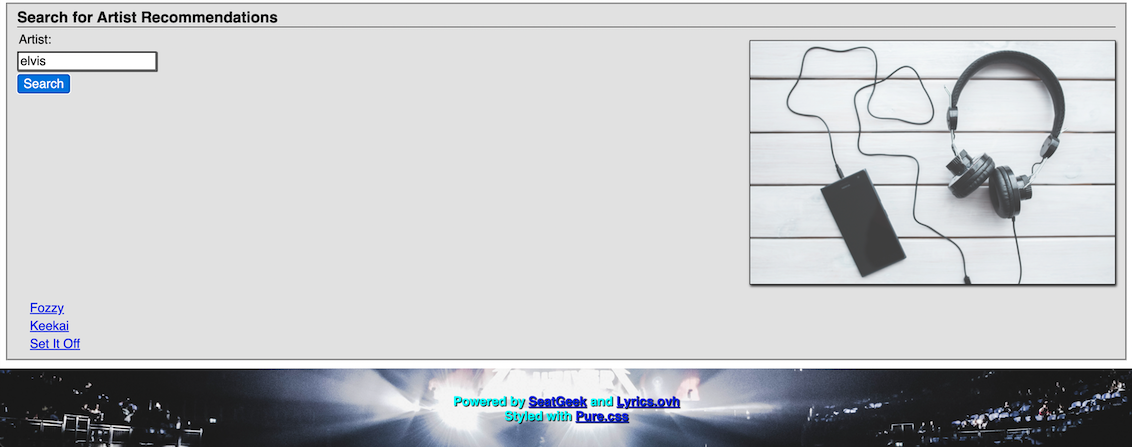 Search for Artist Recommendations
Artist:
elvis
Search
Fozzy
Keekai
Set It Off
Powered by SeatGeek and Lyrics.ovh
Styled with Pure.css